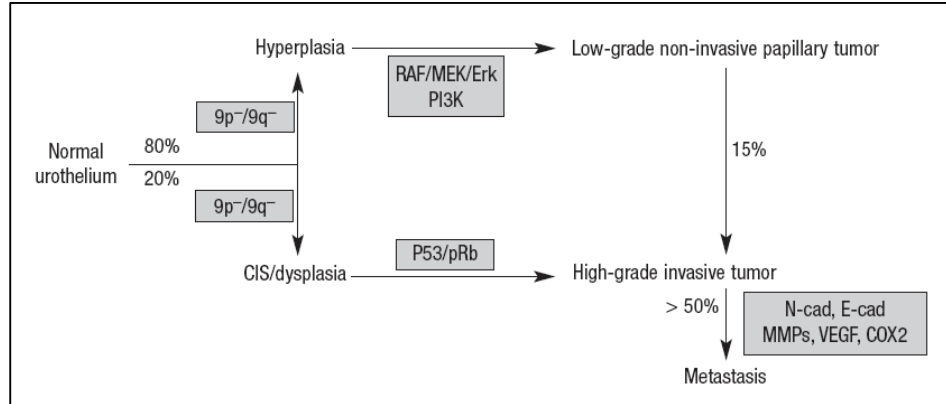 Hyperplasia
Low-grade non-invasive papillary tumor
RAF/MEK/Erk
PI3K
9p⁻/9q⁻
Normal
urothelium
80%
20%
15%
9p⁻/9q⁻
CIS/dysplasia
P53/pRb
High-grade invasive tumor
> 50%
N-cad, E-cad
MMPs, VEGF, COX2
Metastasis